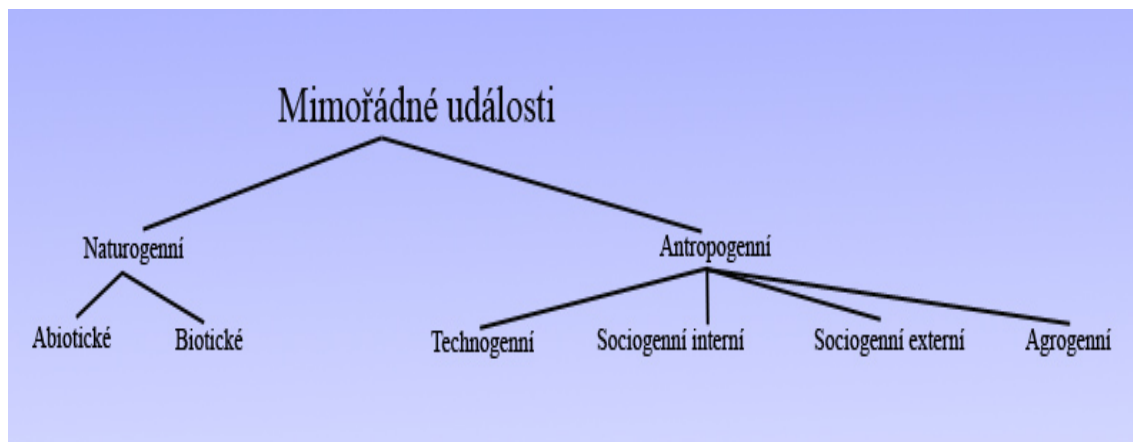 Mimořádné události
Naturogenní
Antropogenní
Abiotické
Biotické
Technogenní
Sociogenní interní
Sociogenní externí
Agrogenní